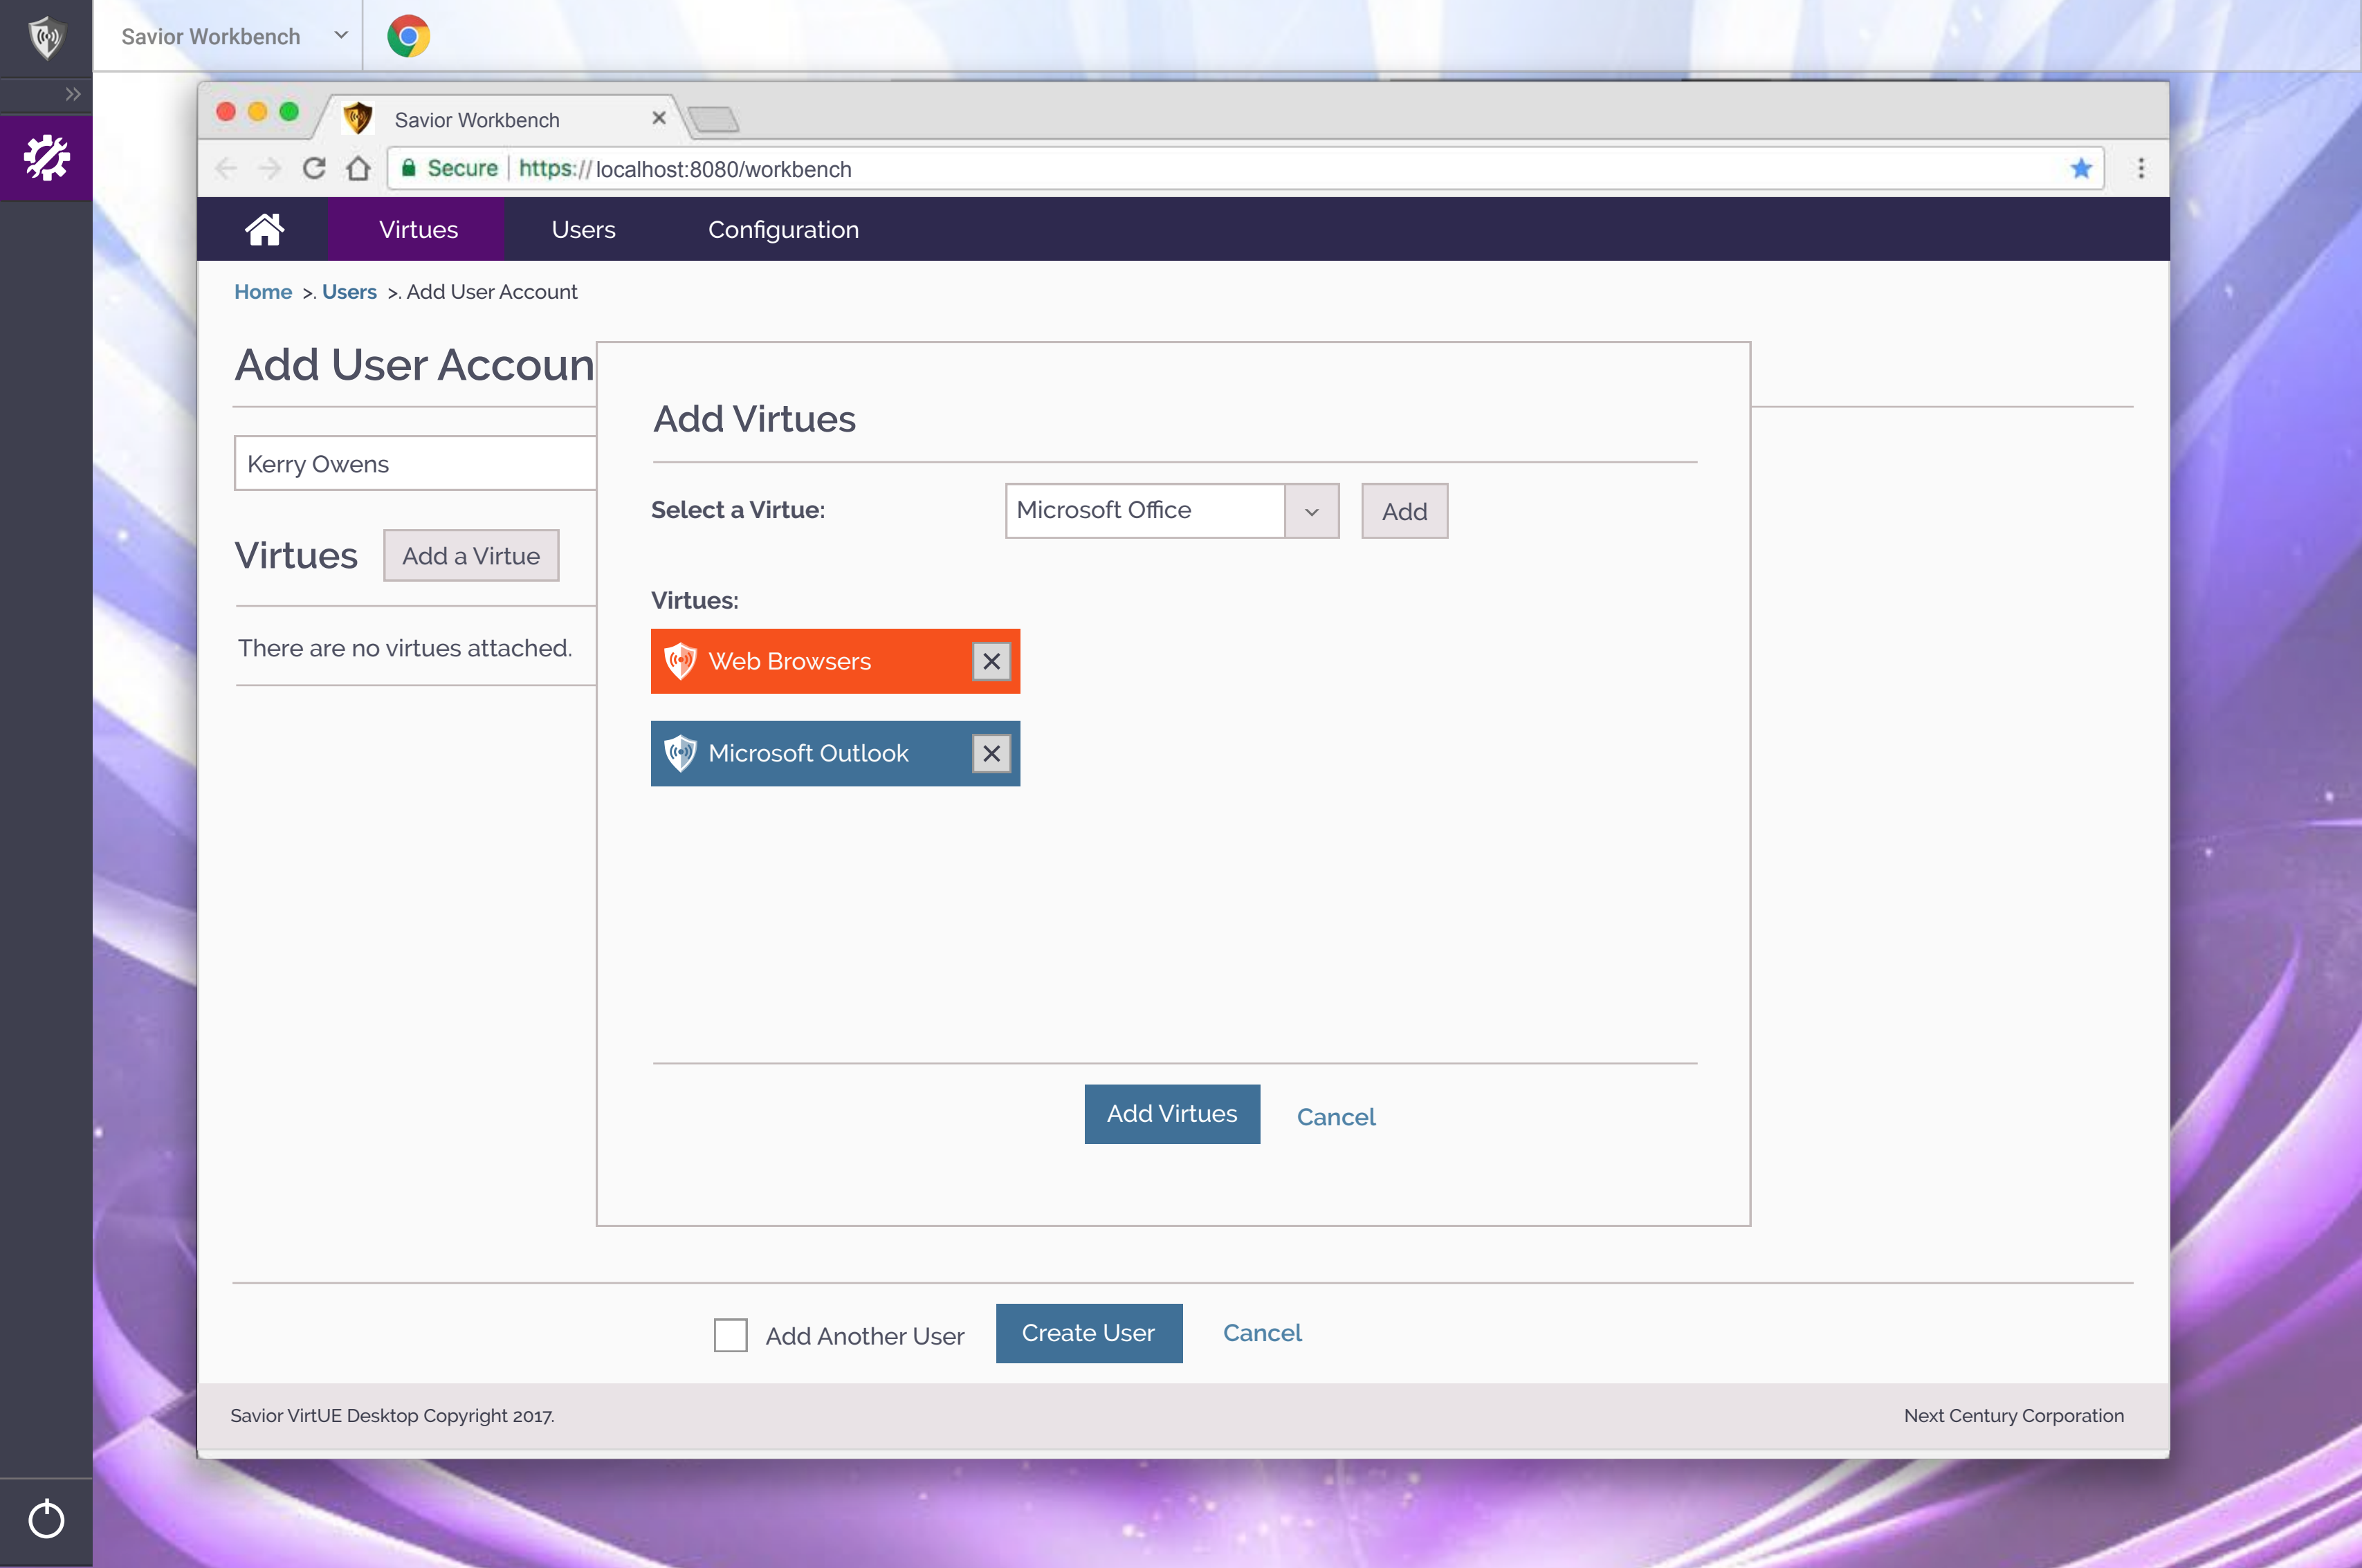 Savior Workbench
Savior Workbench
Secure https://localhost:8080/workbench
Virtues Users Configuration
Home >. Users >. Add User Account
Add User Accoun
Add Virtues
Kerry Owens
Select a Virtue: Microsoft Office Add
Virtues Add a Virtue
Virtues:
There are no virtues attached.
Web Browsers
Microsoft Outlook
Add Virtues Cancel
Add Another User Create User Cancel
Savior VirtUE Desktop Copyright 2017. Next Century Corporation